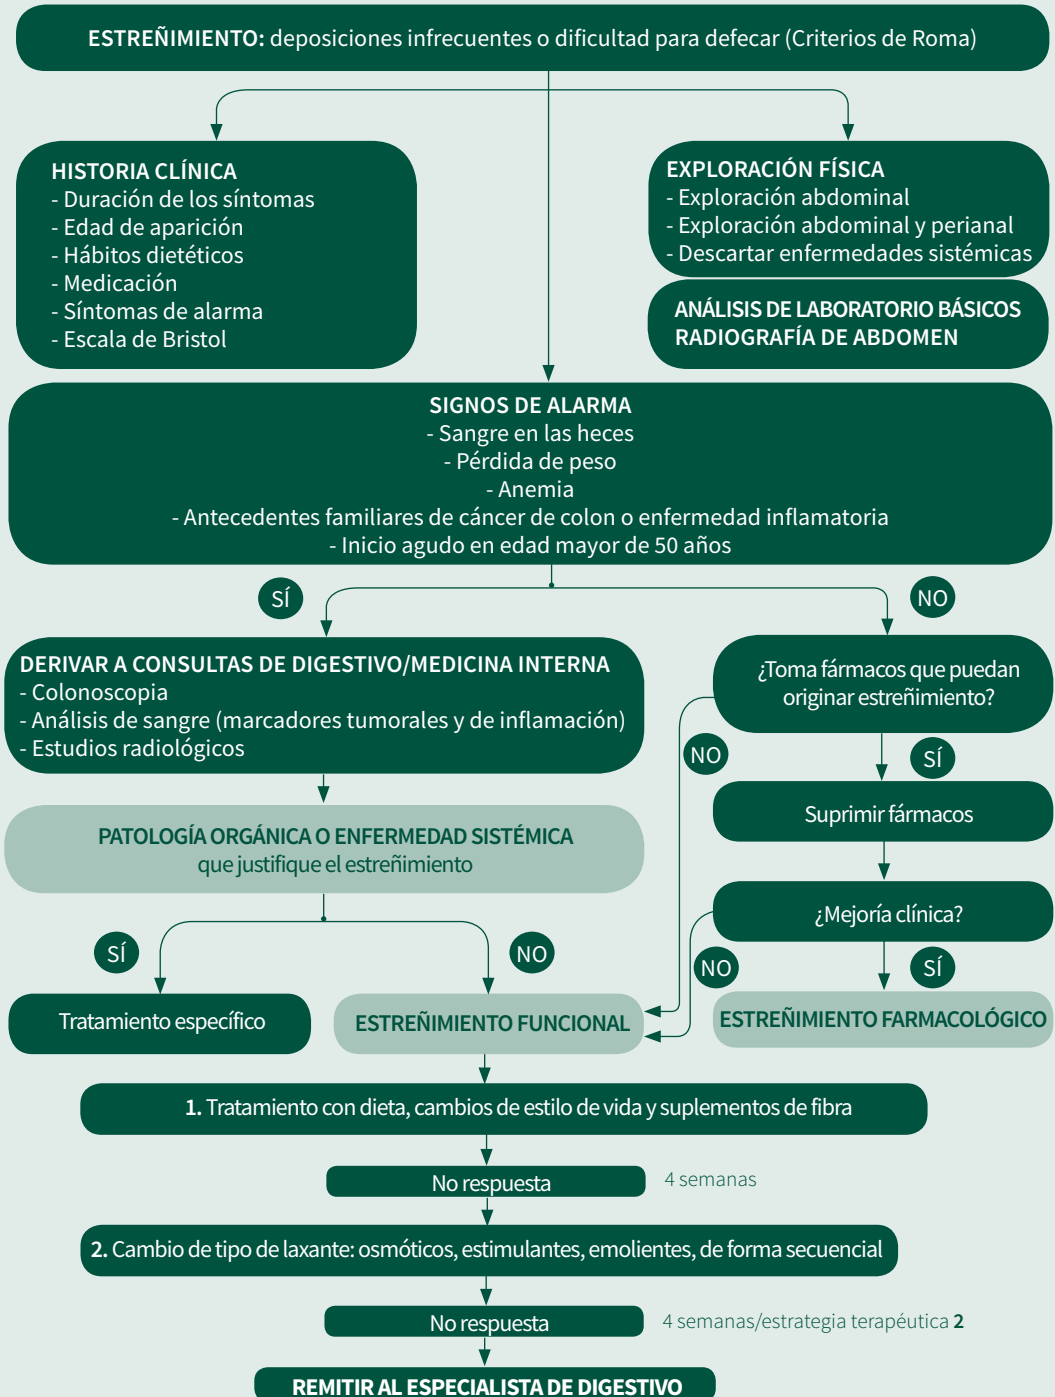 ESTREÑIMIENTO: deposiciones infrecuentes o dificultad para defecar (Criterios de Roma)
HISTORIA CLÍNICA
- Duración de los síntomas
- Edad de aparición
- Hábitos dietéticos
- Medicación
- Síntomas de alarma
- Escala de Bristol
EXPLORACIÓN FÍSICA
- Exploración abdominal
- Exploración abdominal y perianal
- Descartar enfermedades sistémicas
ANÁLISIS DE LABORATORIO BÁSICOS
RADIOGRAFÍA DE ABDOMEN
SIGNOS DE ALARMA
- Sangre en las heces
- Pérdida de peso
- Anemia
- Antecedentes familiares de cáncer de colon o enfermedad inflamatoria
- Inicio agudo en edad mayor de 50 años
SÍ
NO
DERIVAR A CONSULTAS DE DIGESTIVO/MEDICINA INTERNA
- Colonoscopia
- Análisis de sangre (marcadores tumorales y de inflamación)
- Estudios radiológicos
¿Toma fármacos que puedan
originar estreñimiento?
NO
SÍ
Suprimir fármacos
PATOLOGÍA ORGÁNICA O ENFERMEDAD SISTÉMICA
que justifique el estreñimiento
¿Mejoría clínica?
SÍ
NO
NO
SÍ
Tratamiento específico
ESTREÑIMIENTO FUNCIONAL
ESTREÑIMIENTO FARMACOLÓGICO
1. Tratamiento con dieta, cambios de estilo de vida y suplementos de fibra
No respuesta
4 semanas
2. Cambio de tipo de laxante: osmóticos, estimulantes, emolientes, de forma secuencial
No respuesta
4 semanas/estrategia terapéutica 2
REMITIR AL ESPECIALISTA DE DIGESTIVO